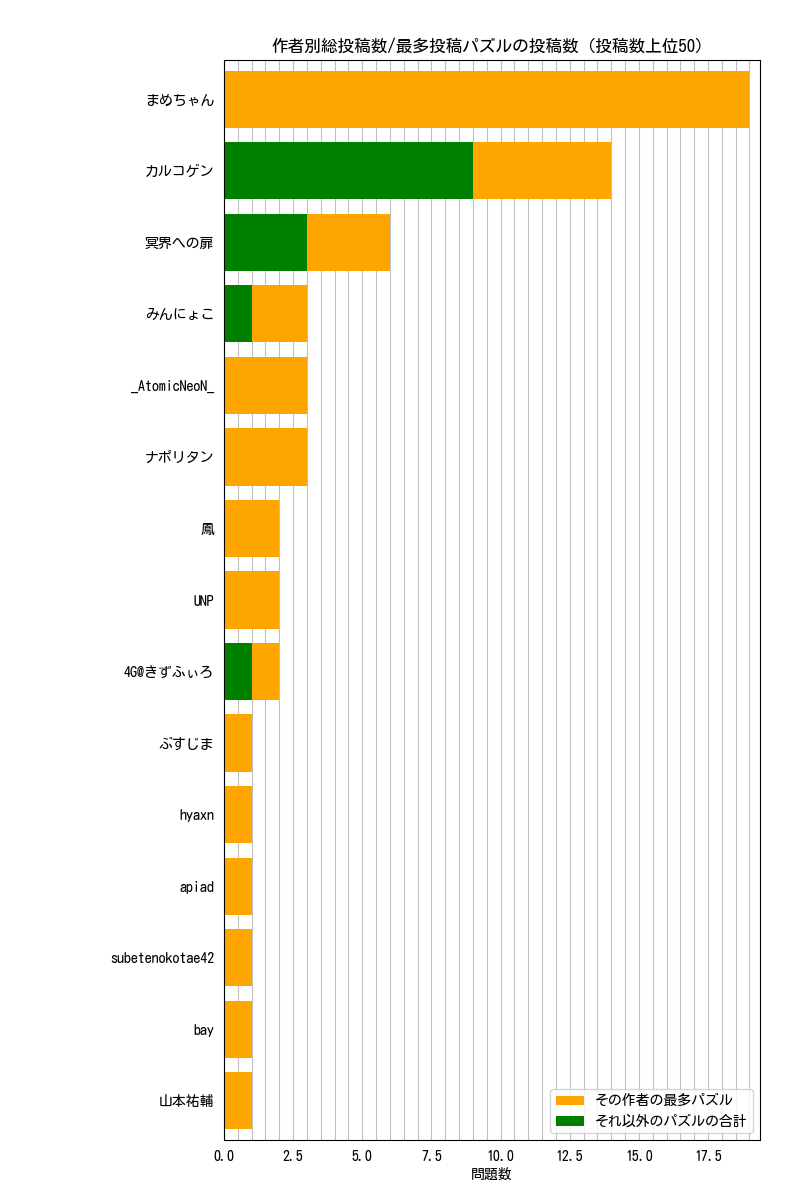 作者別総投稿数/最多投稿パズルの投稿数 (投稿数上位50)
まめちゃん
カルコゲン
冥界への扉
みんにょこ
_AtomicNeoN_
ナポリタン
鳳
UNP
4G@きずふぃろ
ぶすじま
hyaxn
apiad
subetenokotae42
bay
山本祐輔
その作者の最多パズル
それ以外のパズルの合計
0.0 2.5 5.0 7.5 10.0 12.5 15.0 17.5
問題数